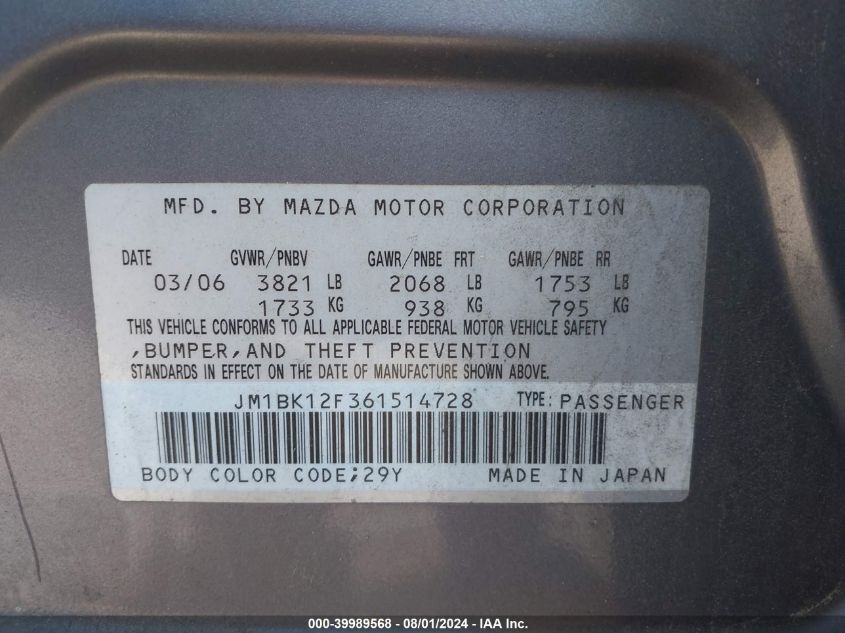 MFD. BY MAZDA MOTOR CORPORATION
DATE GVWR/PNBV GAWR/PNBE FRT GAWR/PNBE RR
03/06 3821 LB 2068 LB 1753 LB
1733 KG 938 KG 795 KG
THIS VEHICLE CONFORMS TO ALL APPLICABLE FEDERAL MOTOR VEHICLE SAFETY
,BUMPER,AND THEFT PREVENTION
STANDARDS IN EFFECT ON THE DATE OF MANUFACTURE SHOWN ABOVE.
JM1BK12F361514728 TYPE: PASSENGER
BODY COLOR CODE;29Y MADE IN JAPAN
000-39989568 - 08/01/2024 - IAA Inc.